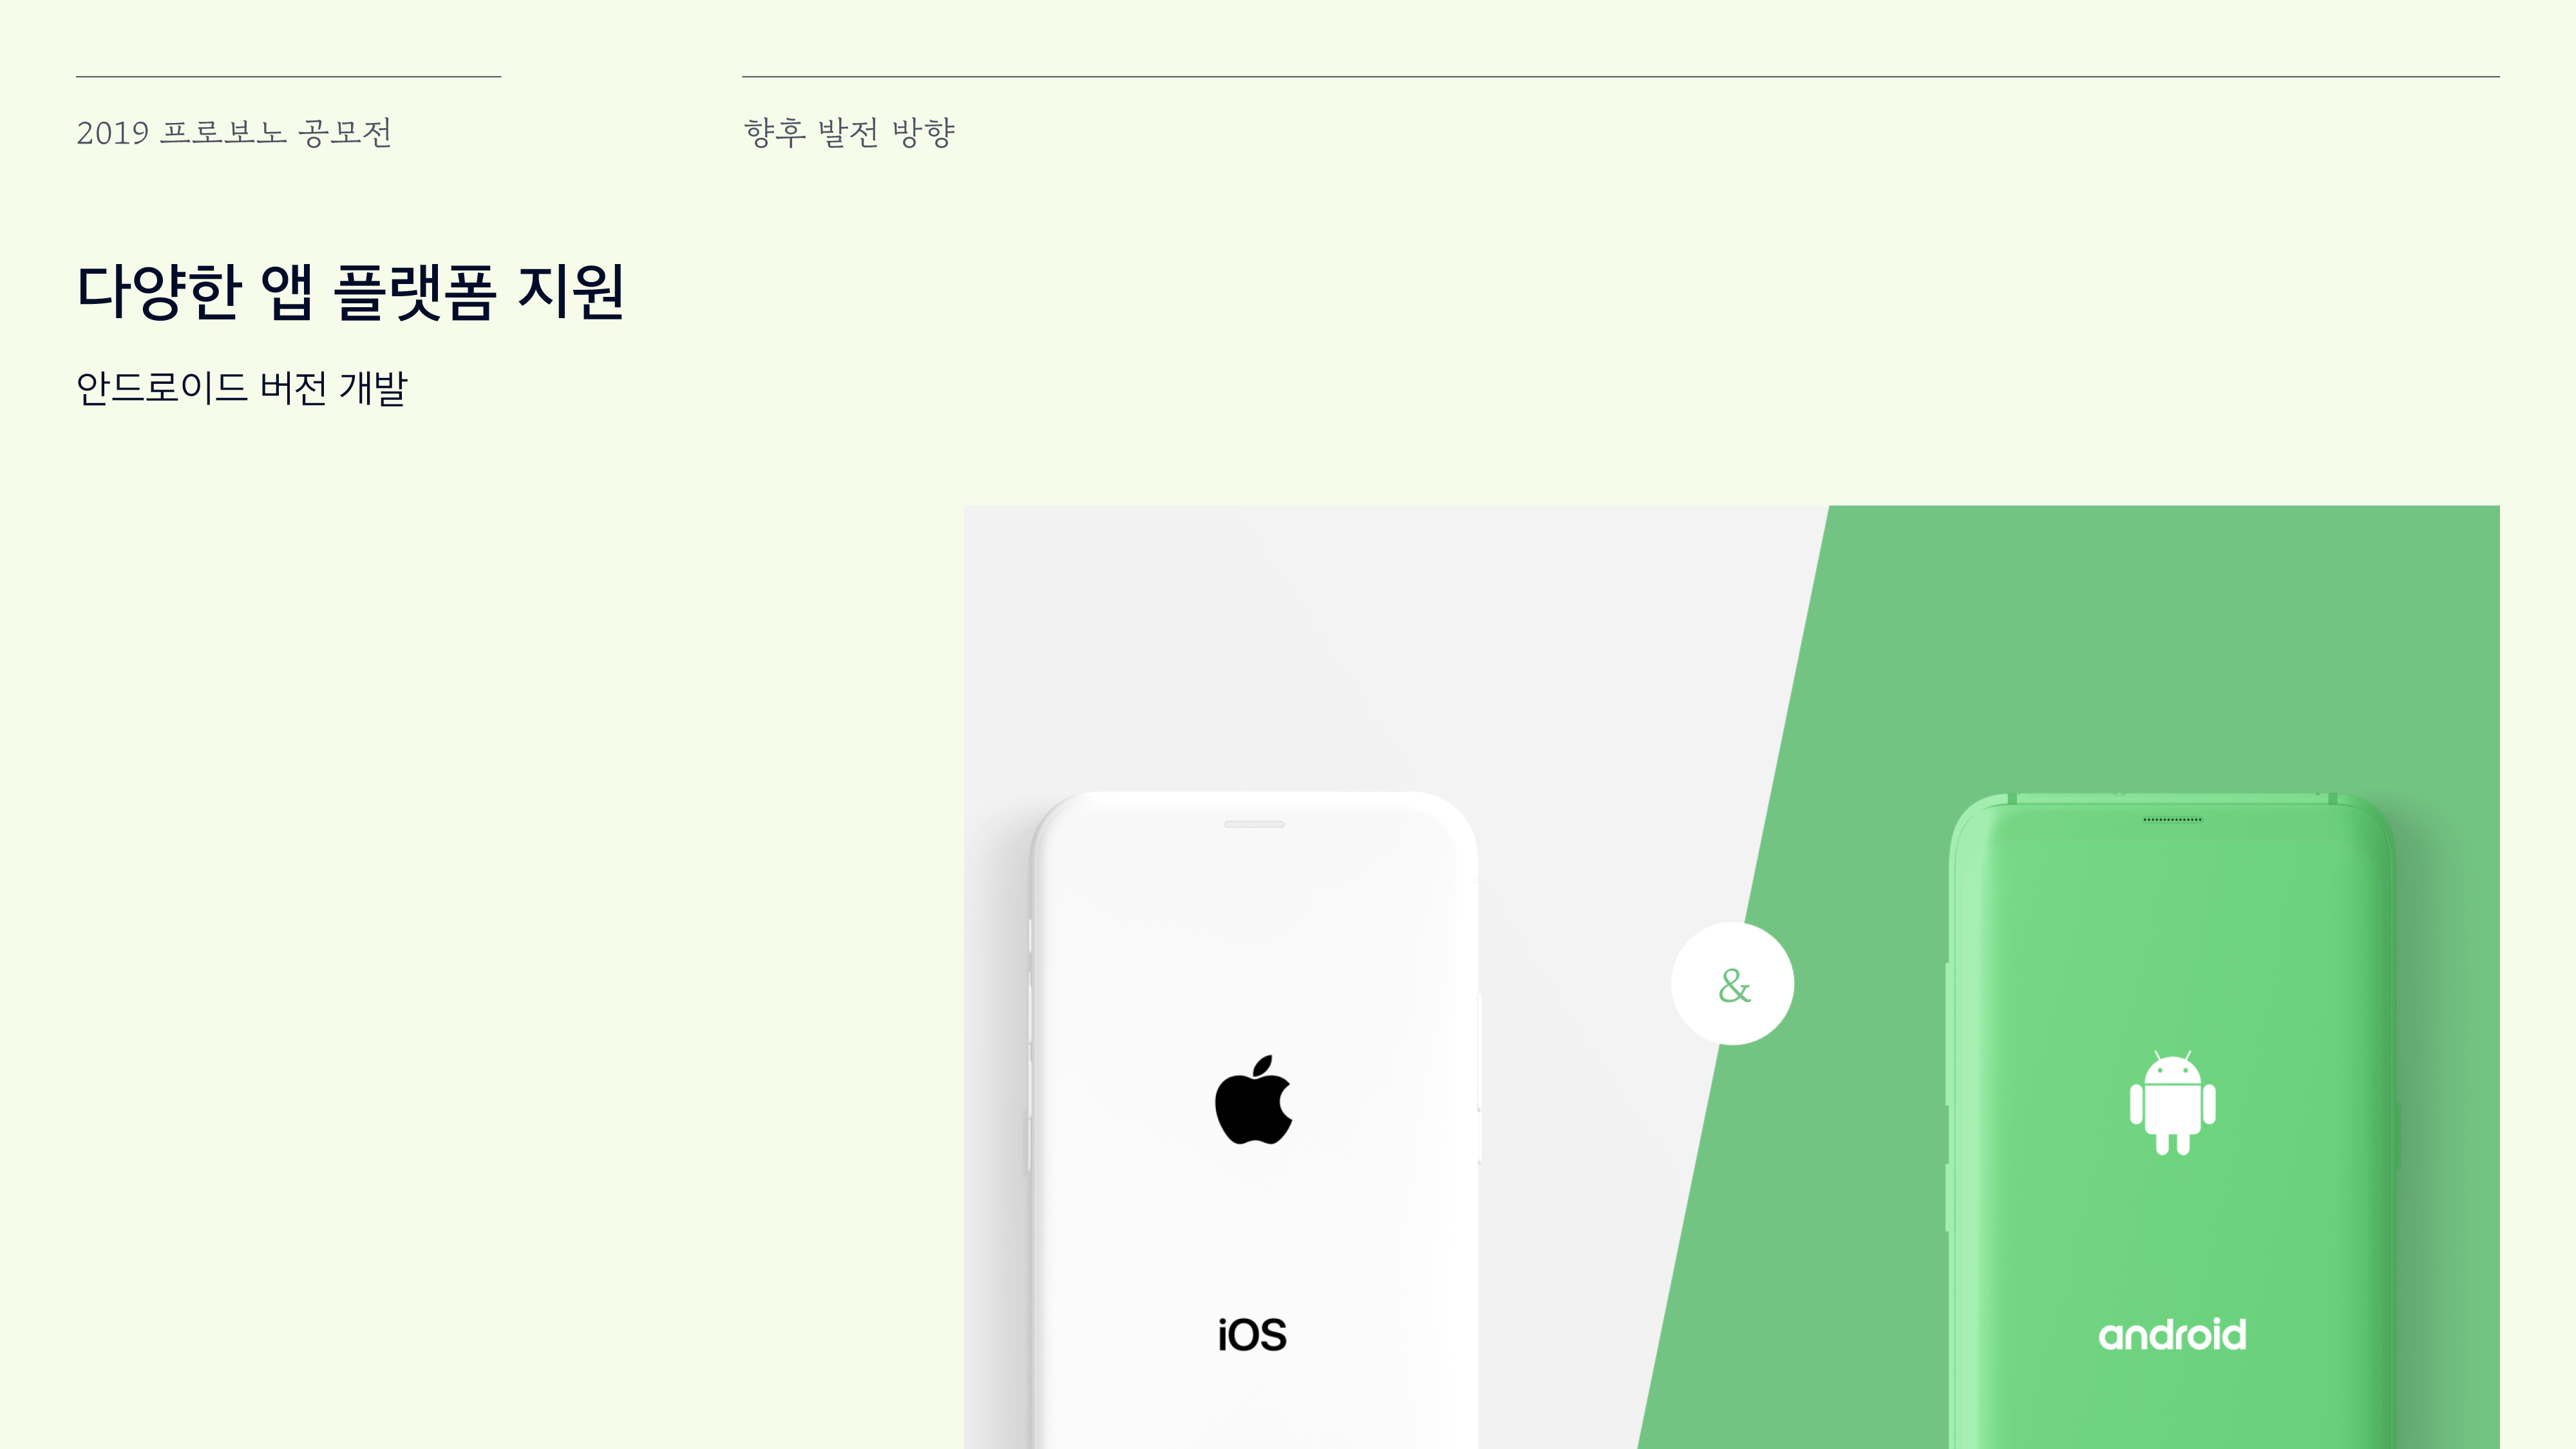 2019 프로보노 공모전
향후 발전 방향
다양한 앱 플랫폼 지원
안드로이드 버전 개발
&
iOS
android